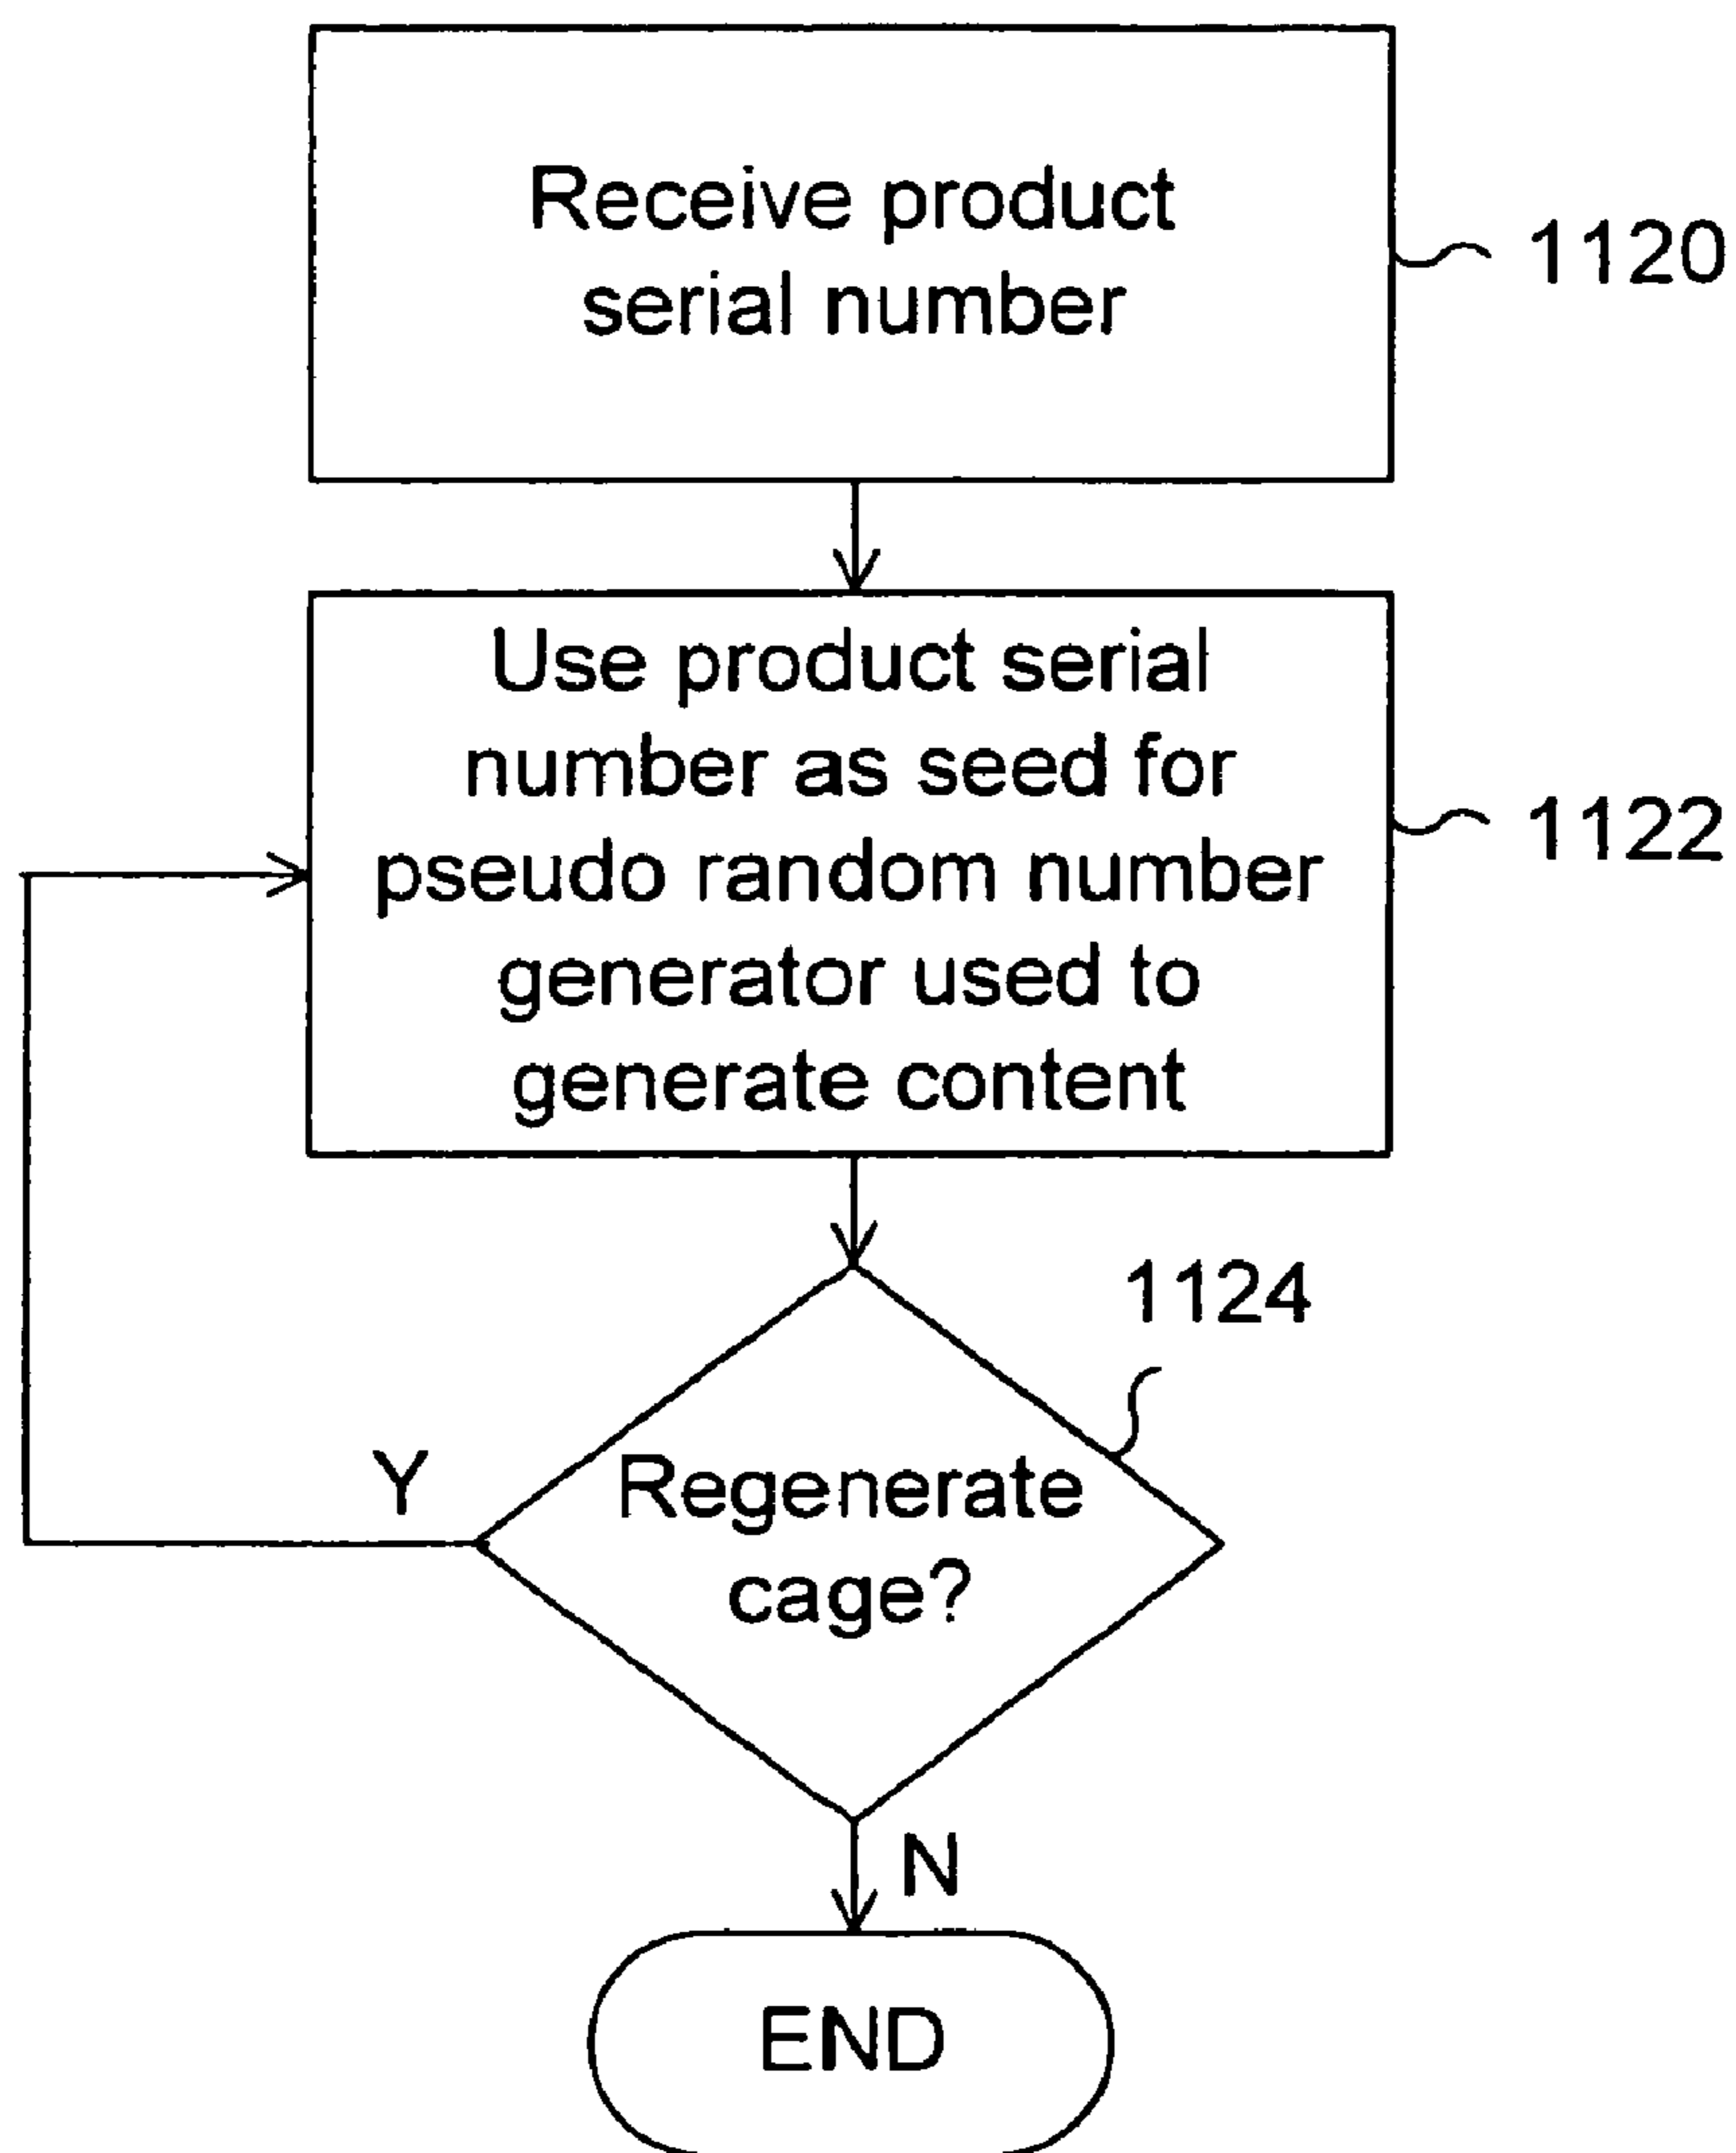 Receive product
serial number
1120
Use product serial
number as seed for
pseudo random number
generator used to
generate content
1122
1124
Regenerate
cage?
Y
N
END